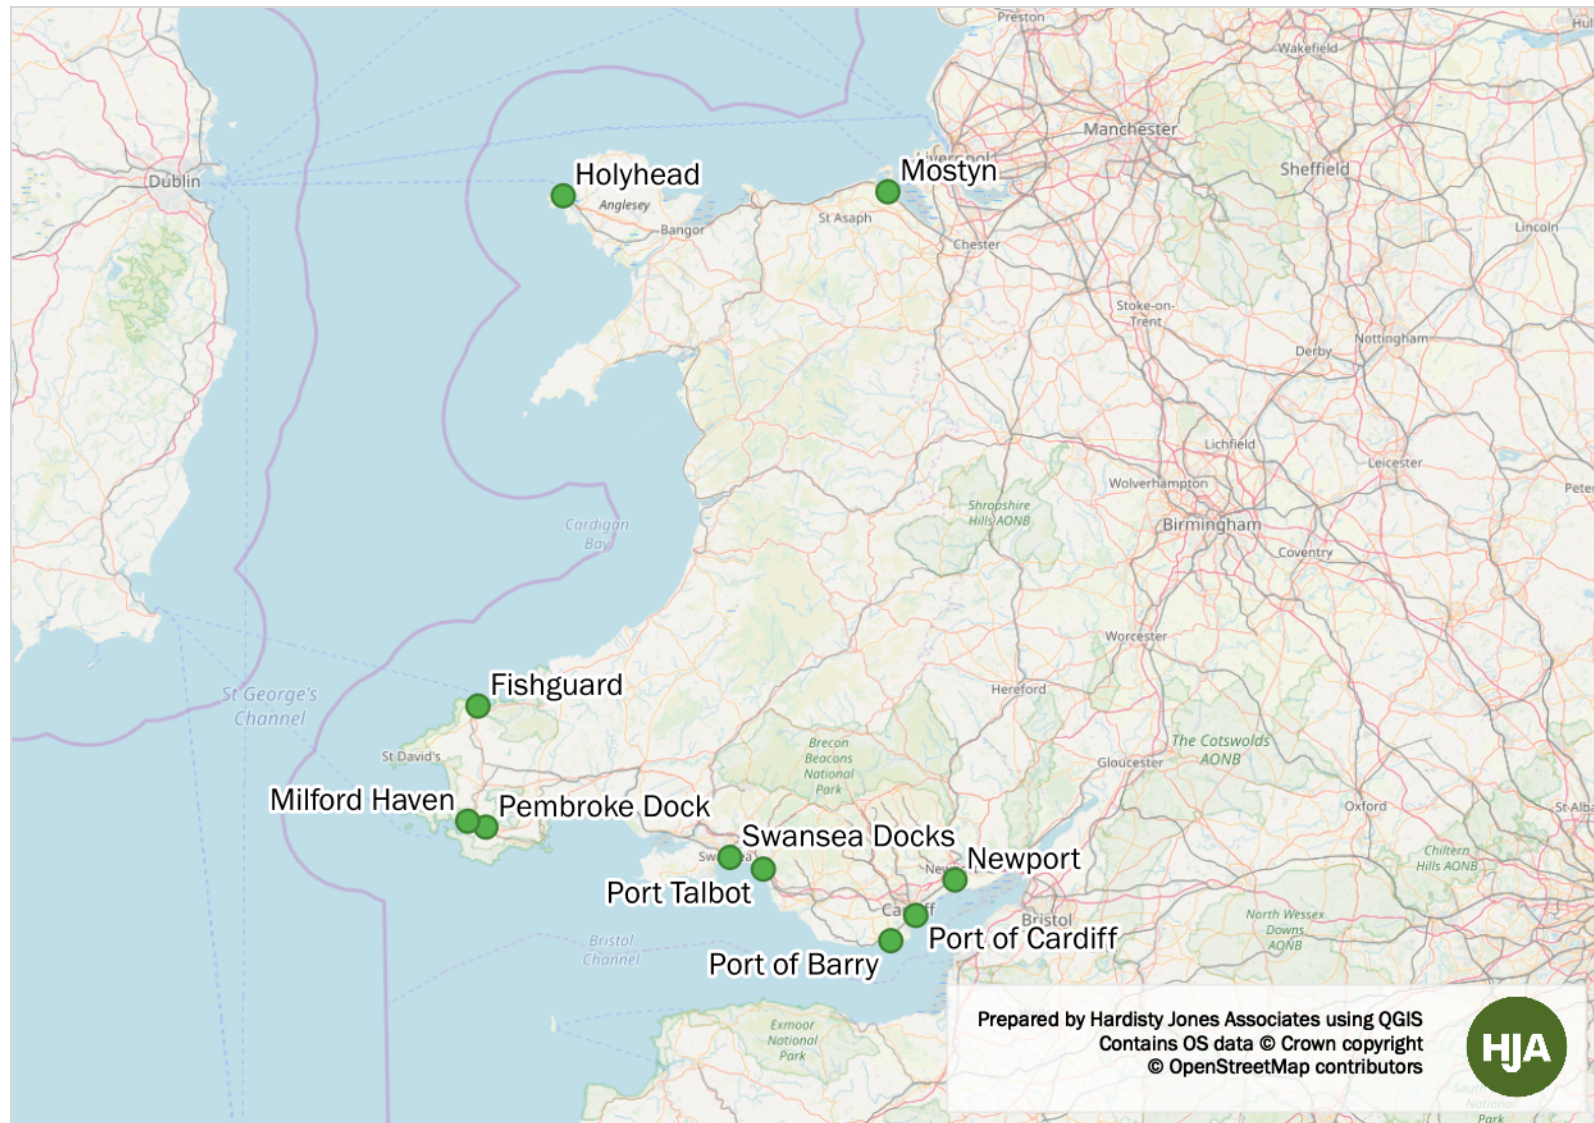 Preston
Wakefield
Manchester
Sheffield
Dublin
Holyhead
Anglesey
Bangor
Mostyn
St Asaph
Chester
Lincoln
Stoke-on-
Trent
Nottingham
Derby
Lichfield
Leicester
Wolverhampton
Shropshire
Hills AONB
Birmingham
Coventry
Cardigan
Bay
Worcester
Hereford
St George's
Channel
Fishguard
St David's
Brecon
Beacons
National
Park
The Cotswolds
AONB
Gloucester
Oxford
Milford Haven
Pembroke Dock
Swansea Docks
Port Talbot
Newport
Chiltern
Hills AONB
Port of Cardiff
Port of Barry
Bristol
North Wessex
Downs
AONB
Bristol
Channel
Exmoor
National
Park
Prepared by Hardisty Jones Associates using QGIS
Contains OS data © Crown copyright
© OpenStreetMap contributors
HJA